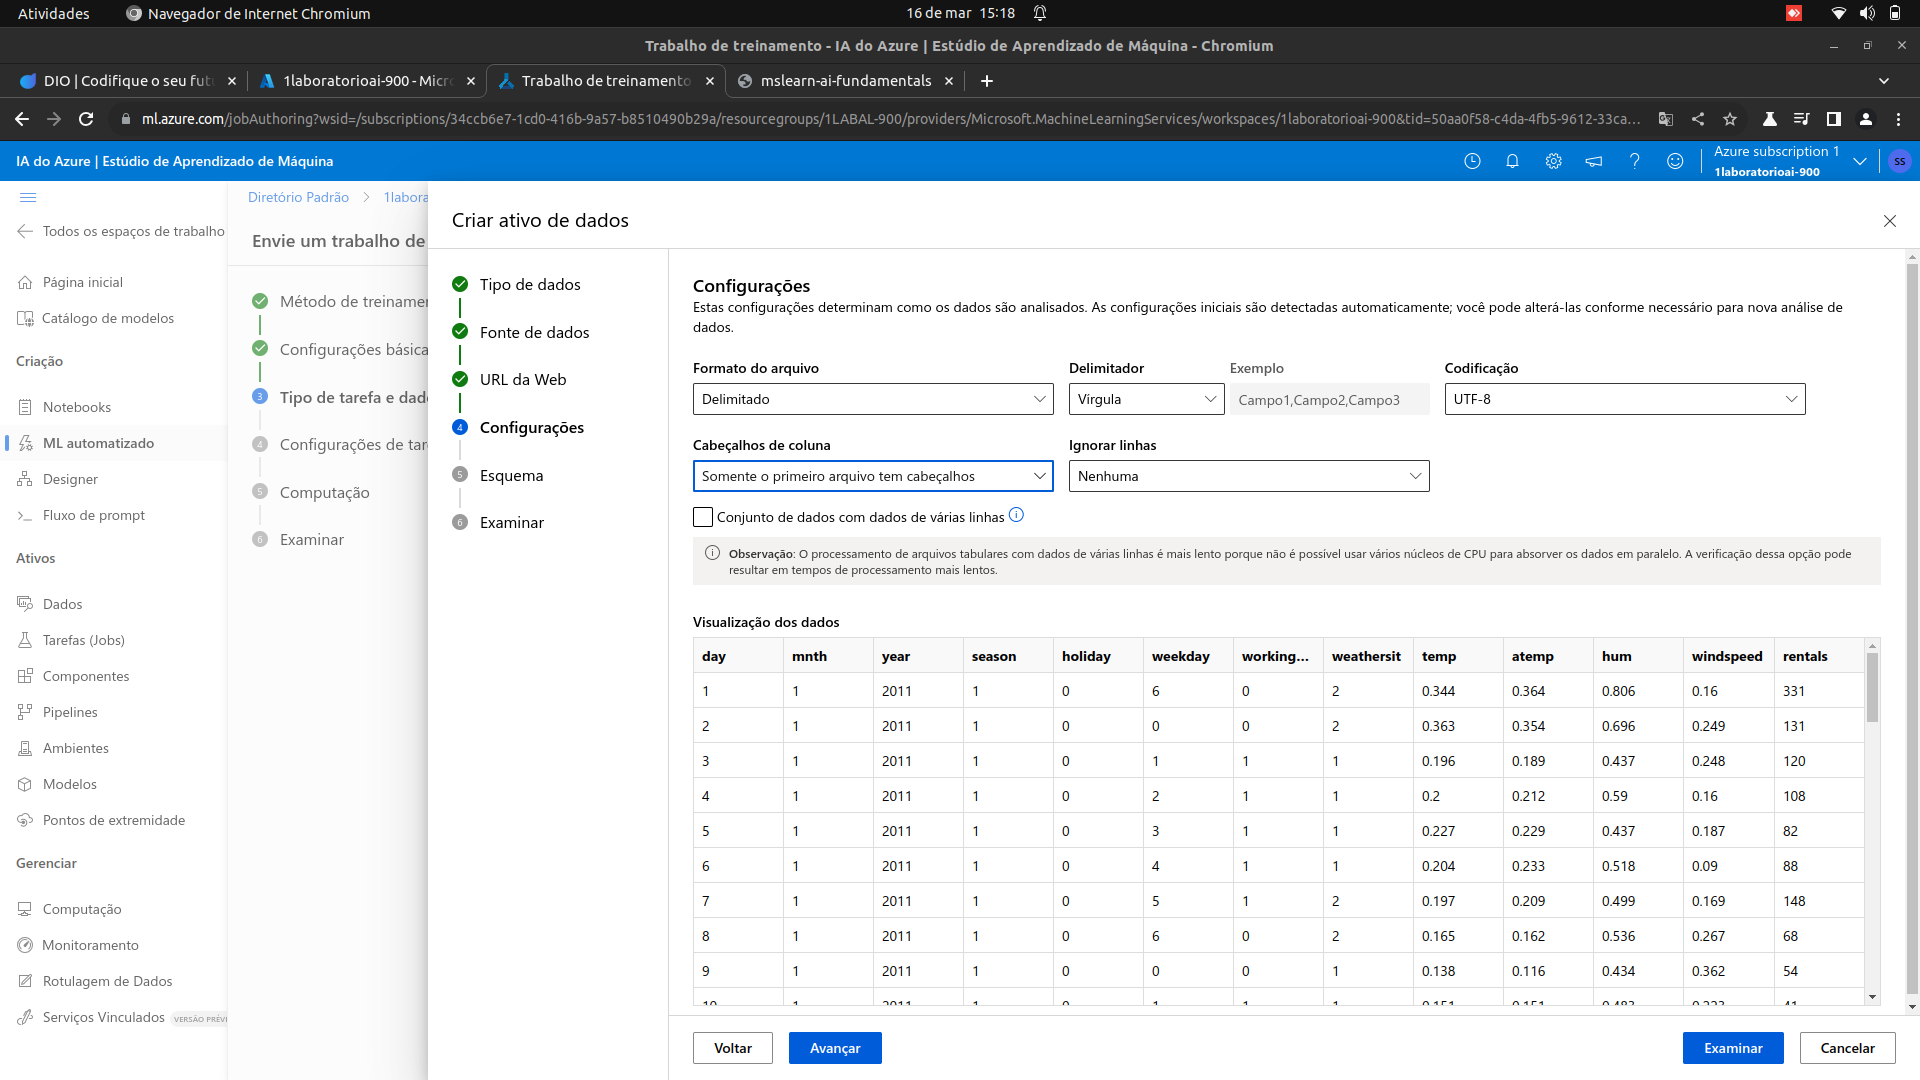 Atividades
Navegador de Internet Chromium
16 de mar 15:18
Trabalho de treinamento - IA do Azure | Estúdio de Aprendizado de Máquina - Chromium
DIO | Codifique o seu futu
1laboratorioai-900 - Micro
Trabalho de treinamento
mslearn-ai-fundamentals
ml.azure.com/jobAuthoring?wsid=/subscriptions/34ccb6e7-1cd0-416b-9a57-b8510490b29a/resourcegroups/1LABAL-900/providers/Microsoft.MachineLearningServices/workspaces/1laboratorioai-900&tid=50aa0f58-c4da-4fb5-9612-33ca...
IA do Azure | Estúdio de Aprendizado de Máquina
Azure subscription 1
1laboratorioai-900
SS
Todos os espaços de trabalho
Página inicial
Catálogo de modelos
Criação
Notebooks
ML automatizado
Designer
Fluxo de prompt
Ativos
Dados
Tarefas (Jobs)
Componentes
Pipelines
Ambientes
Modelos
Pontos de extremidade
Gerenciar
Computação
Monitoramento
Rotulagem de Dados
Serviços Vinculados VERSÃO PRÉVI
Diretório Padrão > 1labora
Envie um trabalho de
Método de treinamen
Configurações básica
3 Tipo de tarefa e dado
4 Configurações de tar
5 Computação
6 Examinar
Criar ativo de dados
Tipo de dados
Fonte de dados
URL da Web
4 Configurações
5 Esquema
6 Examinar
Configurações
Estas configurações determinam como os dados são analisados. As configurações iniciais são detectadas automaticamente; você pode alterá-las conforme necessário para nova análise de
dados.
Formato do arquivo Delimitador Exemplo Codificação
Delimitado Vírgula Campo1,Campo2,Campo3 UTF-8
Cabeçalhos de coluna Ignorar linhas
Somente o primeiro arquivo tem cabeçalhos Nenhuma
Conjunto de dados com dados de várias linhas
Observação: O processamento de arquivos tabulares com dados de várias linhas é mais lento porque não é possível usar vários núcleos de CPU para absorver os dados em paralelo. A verificação dessa opção pode
resultar em tempos de processamento mais lentos.
Visualização dos dados
day mnth year season holiday weekday working... weathersit temp atemp hum windspeed rentals
1 1 2011 1 0 6 0 2 0.344 0.364 0.806 0.16 331
2 1 2011 1 0 0 0 2 0.363 0.354 0.696 0.249 131
3 1 2011 1 0 1 1 1 0.196 0.189 0.437 0.248 120
4 1 2011 1 0 2 1 1 0.2 0.212 0.59 0.16 108
5 1 2011 1 0 3 1 1 0.227 0.229 0.437 0.187 82
6 1 2011 1 0 4 1 1 0.204 0.233 0.518 0.09 88
7 1 2011 1 0 5 1 2 0.197 0.209 0.499 0.169 148
8 1 2011 1 0 6 0 2 0.165 0.162 0.536 0.267 68
9 1 2011 1 0 0 0 1 0.138 0.116 0.434 0.362 54
10 1 2011 1 0 1 1 1 0.151 0.151 0.483 0.223 41
Voltar Avançar Examinar Cancelar